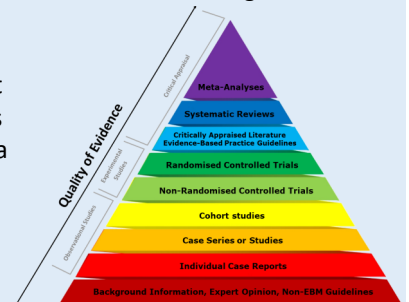 Meta-Analyses
Systematic Reviews
Critically Appraised Literature
Evidence-Based Practice Guidelines
Randomised Controlled Trials
Non-Randomised Controlled Trials
Cohort studies
Case Series or Studies
Individual Case Reports
Background Information, Expert Opinion, Non-EBM Guidelines
Quality of Evidence
Critical Appraisal
Experimental
Studies
Observational Studies